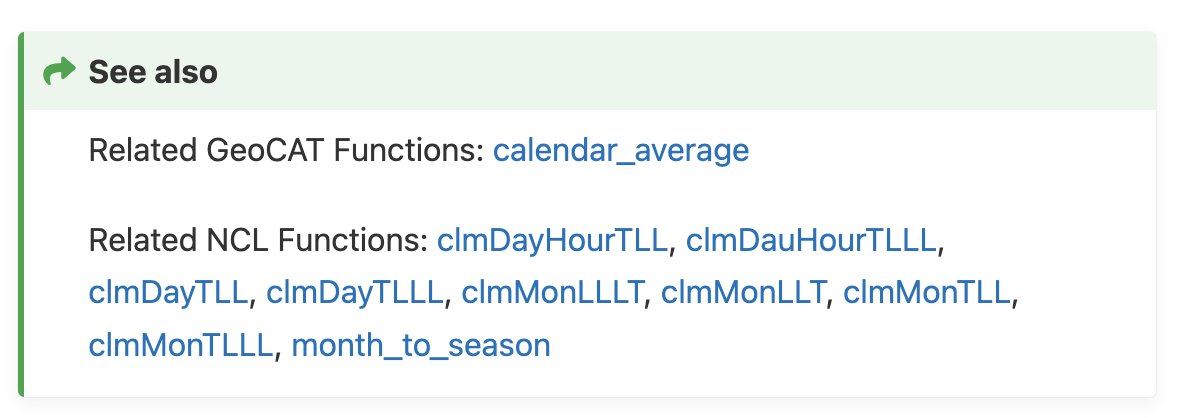 See also
Related GeoCAT Functions: calendar_average
Related NCL Functions: clmDayHourTLL, clmDauHourTLLL,
clmDayTLL, clmDayTLLL, clmMonLLLT, clmMonLLT, clmMonTLL,
clmMonTLLL, month_to_season